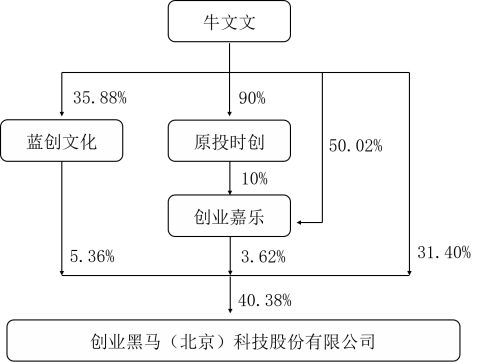 牛文文
35.88%
90%
蓝创文化
原投时创
50.02%
10%
创业嘉乐
5.36%
3.62%
31.40%
40.38%
创业黑马（北京）科技股份有限公司